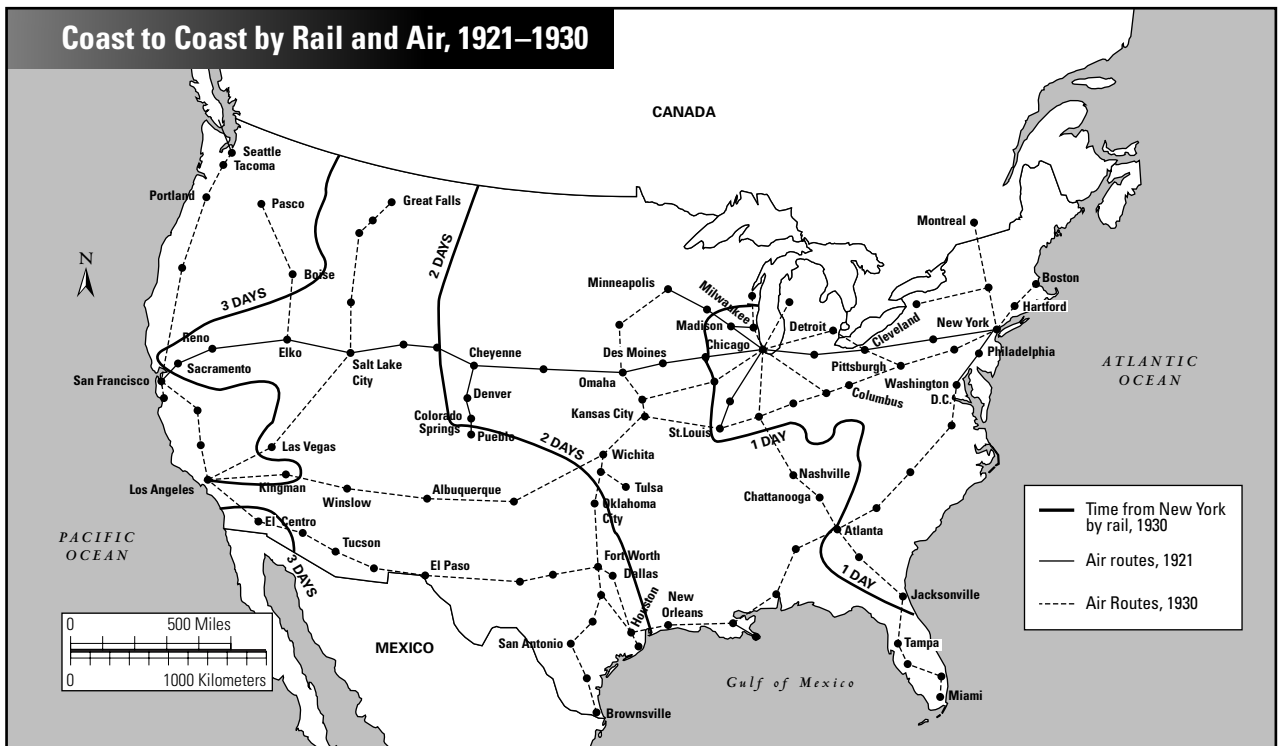 Coast to Coast by Rail and Air, 1921–1930
CANADA
Seattle
Tacoma
Portland
Pasco
Great Falls
Montreal
N
2 DAYS
Boise
3 DAYS
Minneapolis
Milwaukee
Boston
Hartford
Madison
Detroit
Cleveland
New York
Reno
Elko
Chicago
Des Moines
Cheyenne
Philadelphia
Sacramento
Salt Lake
City
Pittsburgh
ATLANTIC
OCEAN
San Francisco
Omaha
Washington
D.C.
Denver
Columbus
Colorado
Springs
Kansas City
Pueblo
St.Louis
1 DAY
2 DAYS
Las Vegas
Wichita
Nashville
Los Angeles
Kingman
Winslow
Albuquerque
Tulsa
Chattanooga
Oklahoma
City
El Centro
Atlanta
PACIFIC
OCEAN
Tucson
3 DAYS
El Paso
Fort Worth
Dallas
1 DAY
Houston
New
Orleans
Jacksonville
San Antonio
MEXICO
Tampa
Gulf of Mexico
Miami
Brownsville
Time from New York
by rail, 1930
Air routes, 1921
Air Routes, 1930
0 500 Miles
0 1000 Kilometers